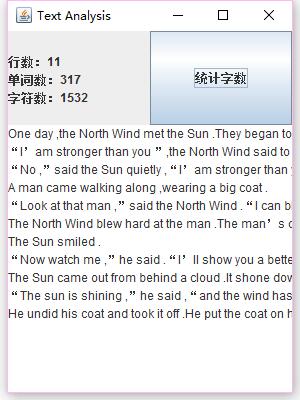 Text Analysis
行数：11
单词数：317
字符数：1532
统计字数
One day ,the North Wind met the Sun .They began to
“I’ am stronger than you ” ,the North Wind said to
“No ,” said the Sun quietly ,“I’ am stronger than
A man came walking along ,wearing a big coat .
“Look at that man ,” said the North Wind .“I can
The North Wind blew hard at the man .The man’s
The Sun smiled .
“Now watch me ,” he said .“I’ ll show you a
The Sun came out from behind a cloud .It shone
“The sun is shining ,” he said ,“and the wind has
He undid his coat and took it off .He put the coat on